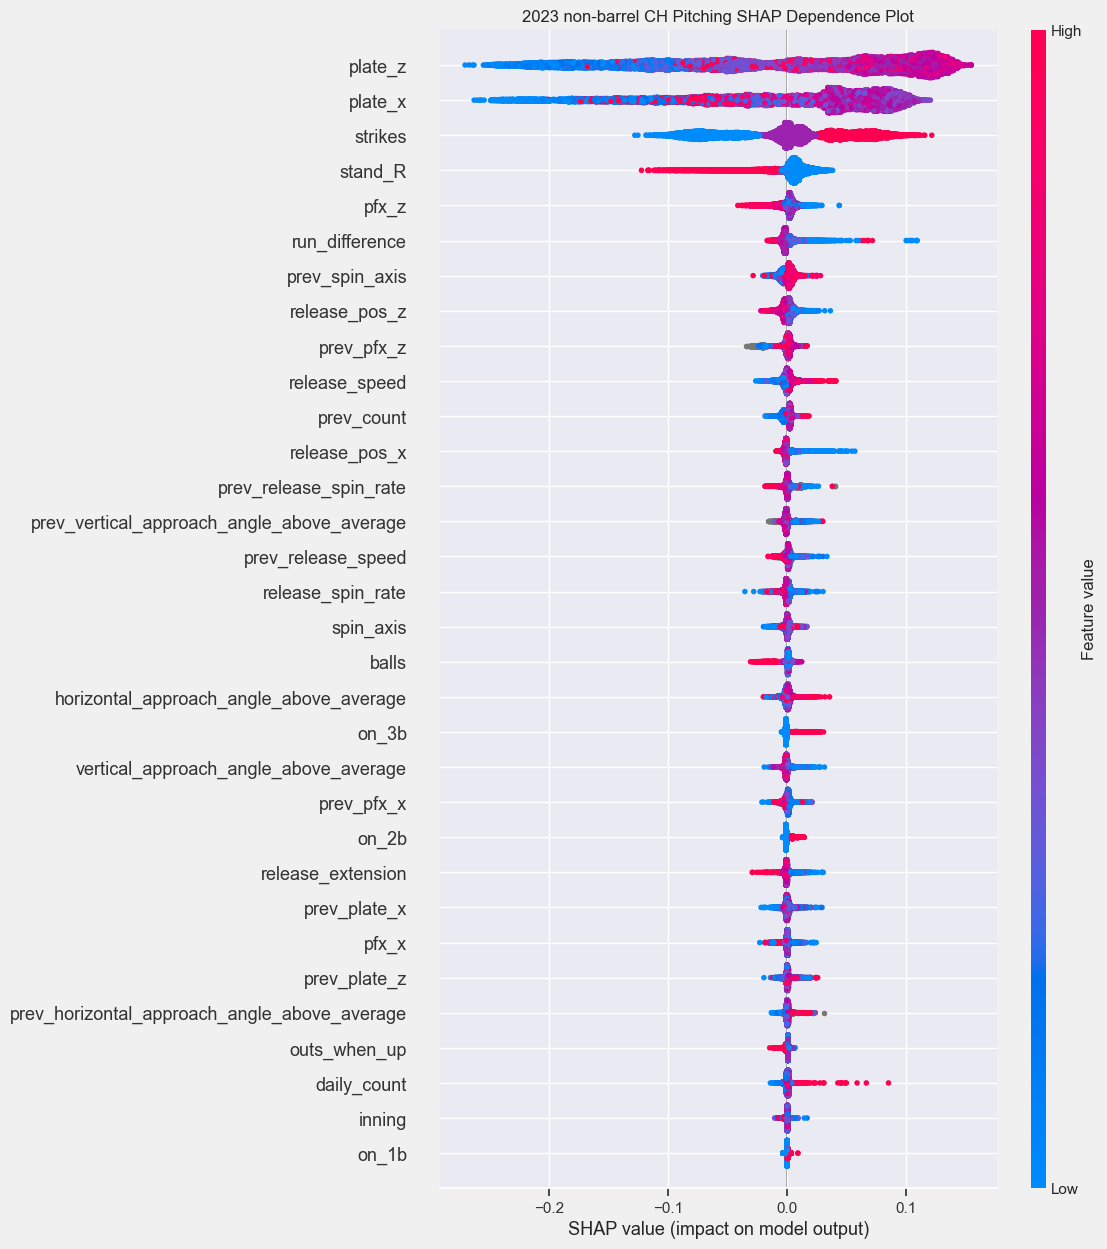 2023 non-barrel CH Pitching SHAP Dependence Plot
High
plate_z
plate_x
strikes
stand_R
pfx_z
run_difference
prev_spin_axis
release_pos_z
prev_pfx_z
release_speed
prev_count
release_pos_x
prev_release_spin_rate
prev_vertical_approach_angle_above_average
prev_release_speed
release_spin_rate
spin_axis
balls
horizontal_approach_angle_above_average
on_3b
vertical_approach_angle_above_average
prev_pfx_x
on_2b
release_extension
prev_plate_x
pfx_x
prev_plate_z
prev_horizontal_approach_angle_above_average
outs_when_up
daily_count
inning
on_1b
Feature value
Low
−0.2 −0.1 0.0 0.1
SHAP value (impact on model output)